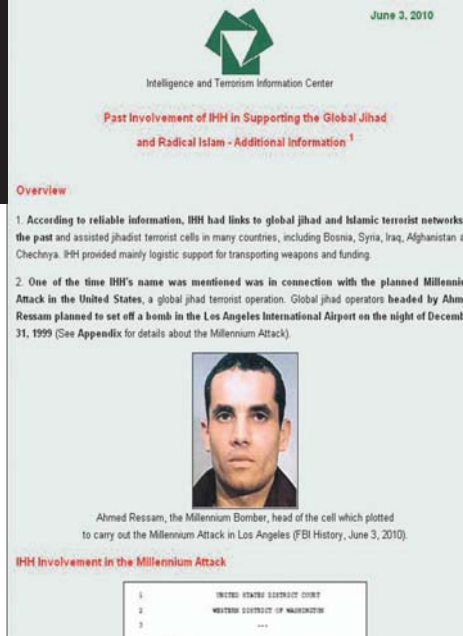 June 3, 2010
Intelligence and Terrorism Information Center
Past Involvement of IHH in Supporting the Global Jihad
and Radical Islam - Additional Information 1
Overview
1. According to reliable information, IHH had links to global jihad and Islamic terrorist networks
the past and assisted jihadist terrorist cells in many countries, including Bosnia, Syria, Iraq, Afghanistan a
Chechnya. IHH provided mainly logistic support for transporting weapons and funding.
2. One of the time IHH's name was mentioned was in connection with the planned Millenni
Attack in the United States, a global jihad terrorist operation. Global jihad operators headed by Ahm
Ressam planned to set off a bomb in the Los Angeles International Airport on the night of Decemb
31, 1999 (See Appendix for details about the Millennium Attack).
Ahmed Ressam, the Millennium Bomber, head of the cell which plotted
to carry out the Millennium Attack in Los Angeles (FBI History, June 3, 2010).
IHH Involvement in the Millennium Attack
1 UNITED STATES DISTRICT COURT
2 WESTERN DISTRICT OF WASHINGTON
3 ...